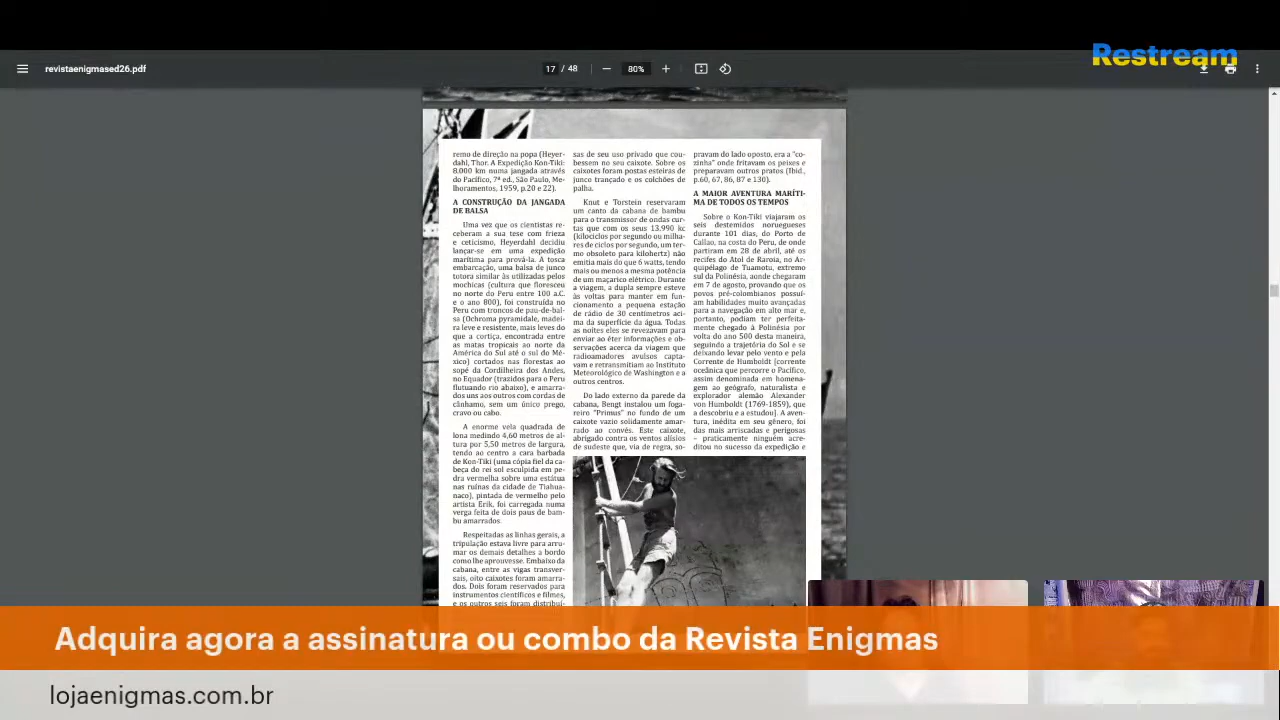 Restream
revistaenigmased26.pdf
17 / 48
80%
remo de direção na popa (Heyer-
dahl, Thor. A Expedição Kon-Tiki:
8.000 km numa jangada através
do Pacífico, 7ª ed., São Paulo, Me-
lhoramentos, 1959, p.20 e 22).
A CONSTRUÇÃO DA JANGADA
DE BALSA
Uma vez que os cientistas re-
ceberam a sua tese com frieza
e ceticismo, Heyerdahl decidiu
lançar-se em uma expedição
marítima para prová-la. A tosca
embarcação, uma balsa de junco
totora similar às utilizadas pelos
mochicas (cultura que floresceu
no norte do Peru entre 100 a.C.
e o ano 800), foi construída no
Peru com troncos de pau-de-bal-
sa (Ochroma pyramidale, madei-
ra leve e resistente, mais leves do
que a cortiça, encontrada entre
as matas tropicais ao norte da
América do Sul até o sul do Mé-
xico) cortados nas florestas ao
sopé da Cordilheira dos Andes,
no Equador (trazidos para o Peru
flutuando rio abaixo), e amarra-
dos uns aos outros com cordas de
cânhamo, sem um único prego,
cravo ou cabo.
A enorme vela quadrada de
lona medindo 4,60 metros de al-
tura por 5,50 metros de largura,
tendo ao centro a cara barbada
de Kon-Tiki (uma cópia fiel da ca-
beça do rei sol esculpida em pe-
dra vermelha sobre uma estátua
nas ruínas da cidade de Tiahua-
naco), pintada de vermelho pelo
artista Erik, foi carregada numa
verga feita de dois paus de bam-
bu amarrados.
Respeitadas as linhas gerais, a
tripulação estava livre para arru-
mar os demais detalhes a bordo
como lhe aprouvesse. Embaixo da
cabana, entre as vigas transver-
sais, oito caixotes foram amarra-
dos. Dois foram reservados para
instrumentos científicos e filmes,
e os outros seis foram distribuí-
sas de seu uso privado que cou-
bessem no seu caixote. Sobre os
caixotes foram postas esteiras de
junco trançado e os colchões de
palha.
Knut e Torstein reservaram
um canto da cabana de bambu
para o transmissor de ondas cur-
tas que com os seus 13.990 kc
(kilociclos por segundo ou milha-
res de ciclos por segundo, um ter-
mo obsoleto para kilohertz) não
emitia mais do que 6 watts, tendo
mais ou menos a mesma potência
de um maçarico elétrico. Durante
a viagem, a dupla sempre esteve
às voltas para manter em fun-
cionamento a pequena estação
de rádio de 30 centímetros aci-
ma da superfície da água. Todas
as noites eles se revezavam para
enviar ao éter informações e ob-
servações acerca da viagem que
radioamadores avulsos capta-
vam e retransmitiam ao Instituto
Meteorológico de Washington e a
outros centros.
Do lado externo da parede da
cabana, Bengt instalou um foga-
reiro "Primus" no fundo de um
caixote vazio solidamente amar-
rado ao convés. Este caixote,
abrigado contra os ventos alísios
de sudeste que, via de regra, so-
pravam do lado oposto, era a "co-
zinha" onde fritavam os peixes e
preparavam outros pratos (Ibid.,
p.60, 67, 86, 87 e 130).
A MAIOR AVENTURA MARÍTI-
MA DE TODOS OS TEMPOS
Sobre o Kon-Tiki viajaram os
seis destemidos noruegueses
durante 101 dias, do Porto de
Callao, na costa do Peru, de onde
partiram em 28 de abril, até os
recifes do Atol de Raroia, no Ar-
quipélago de Tuamotu, extremo
sul da Polinésia, aonde chegaram
em 7 de agosto, provando que os
povos pré-colombianos possuí-
am habilidades muito avançadas
para a navegação em alto mar e,
portanto, podiam ter perfeita-
mente chegado à Polinésia por
volta do ano 500 desta maneira,
seguindo a trajetória do Sol e se
deixando levar pelo vento e pela
Corrente de Humboldt [corrente
oceânica que percorre o Pacífico,
assim denominada em homena-
gem ao geógrafo, naturalista e
explorador alemão Alexander
von Humboldt (1769-1859), que
a descobriu e a estudou]. A aven-
tura, inédita em seu gênero, foi
das mais arriscadas e perigosas
– praticamente ninguém acre-
ditou no sucesso da expedição e
Adquira agora a assinatura ou combo da Revista Enigmas
lojaenigmas.com.br